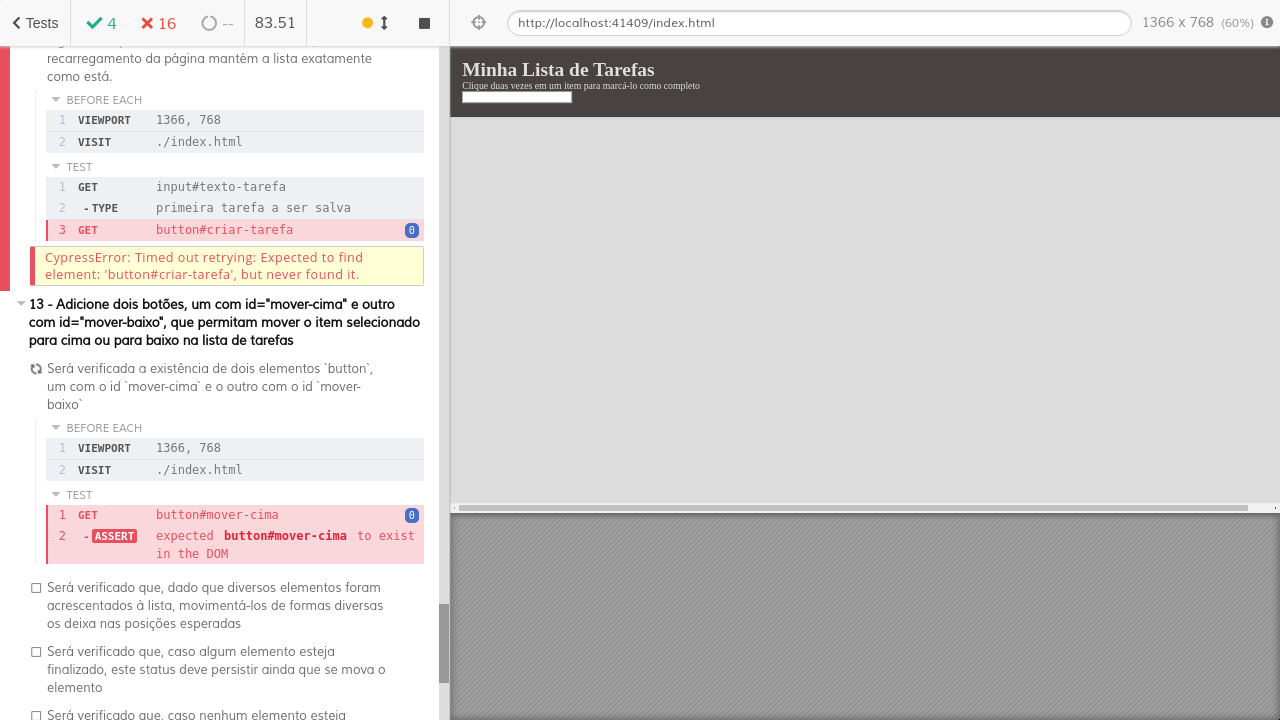 Tests
4
16
--
83.51
http://localhost:41409/index.html
1366 x 768 (60%)
recarregamento da página mantém a lista exatamente
como está.
BEFORE EACH
1 VIEWPORT 1366, 768
2 VISIT ./index.html
TEST
1 GET input#texto-tarefa
2 -TYPE primeira tarefa a ser salva
3 GET button#criar-tarefa 0
CypressError: Timed out retrying: Expected to find
element: 'button#criar-tarefa', but never found it.
13 - Adicione dois botões, um com id="mover-cima" e outro
com id="mover-baixo", que permitam mover o item selecionado
para cima ou para baixo na lista de tarefas
Será verificada a existência de dois elementos `button`,
um com o id `mover-cima` e o outro com o id `mover-
baixo`
BEFORE EACH
1 VIEWPORT 1366, 768
2 VISIT ./index.html
TEST
1 GET button#mover-cima 0
2 -ASSERT expected button#mover-cima to exist
in the DOM
Será verificado que, dado que diversos elementos foram
acrescentados à lista, movimentá-los de formas diversas
os deixa nas posições esperadas
Será verificado que, caso algum elemento esteja
finalizado, este status deve persistir ainda que se mova o
elemento
Será verificado que, caso nenhum elemento esteja
Minha Lista de Tarefas
Clique duas vezes em um item para marcá-lo como completo